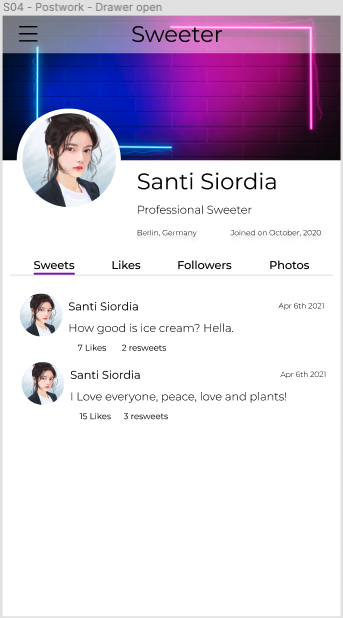 S04 - Postwork - Drawer open
Sweeter
Santi Siordia
Professional Sweeter
Berlin, Germany Joined on October, 2020
Sweets Likes Followers Photos
Santi Siordia Apr 6th 2021
How good is ice cream? Hella.
7 Likes 2 resweets
Santi Siordia Apr 6th 2021
I Love everyone, peace, love and plants!
15 Likes 3 resweets